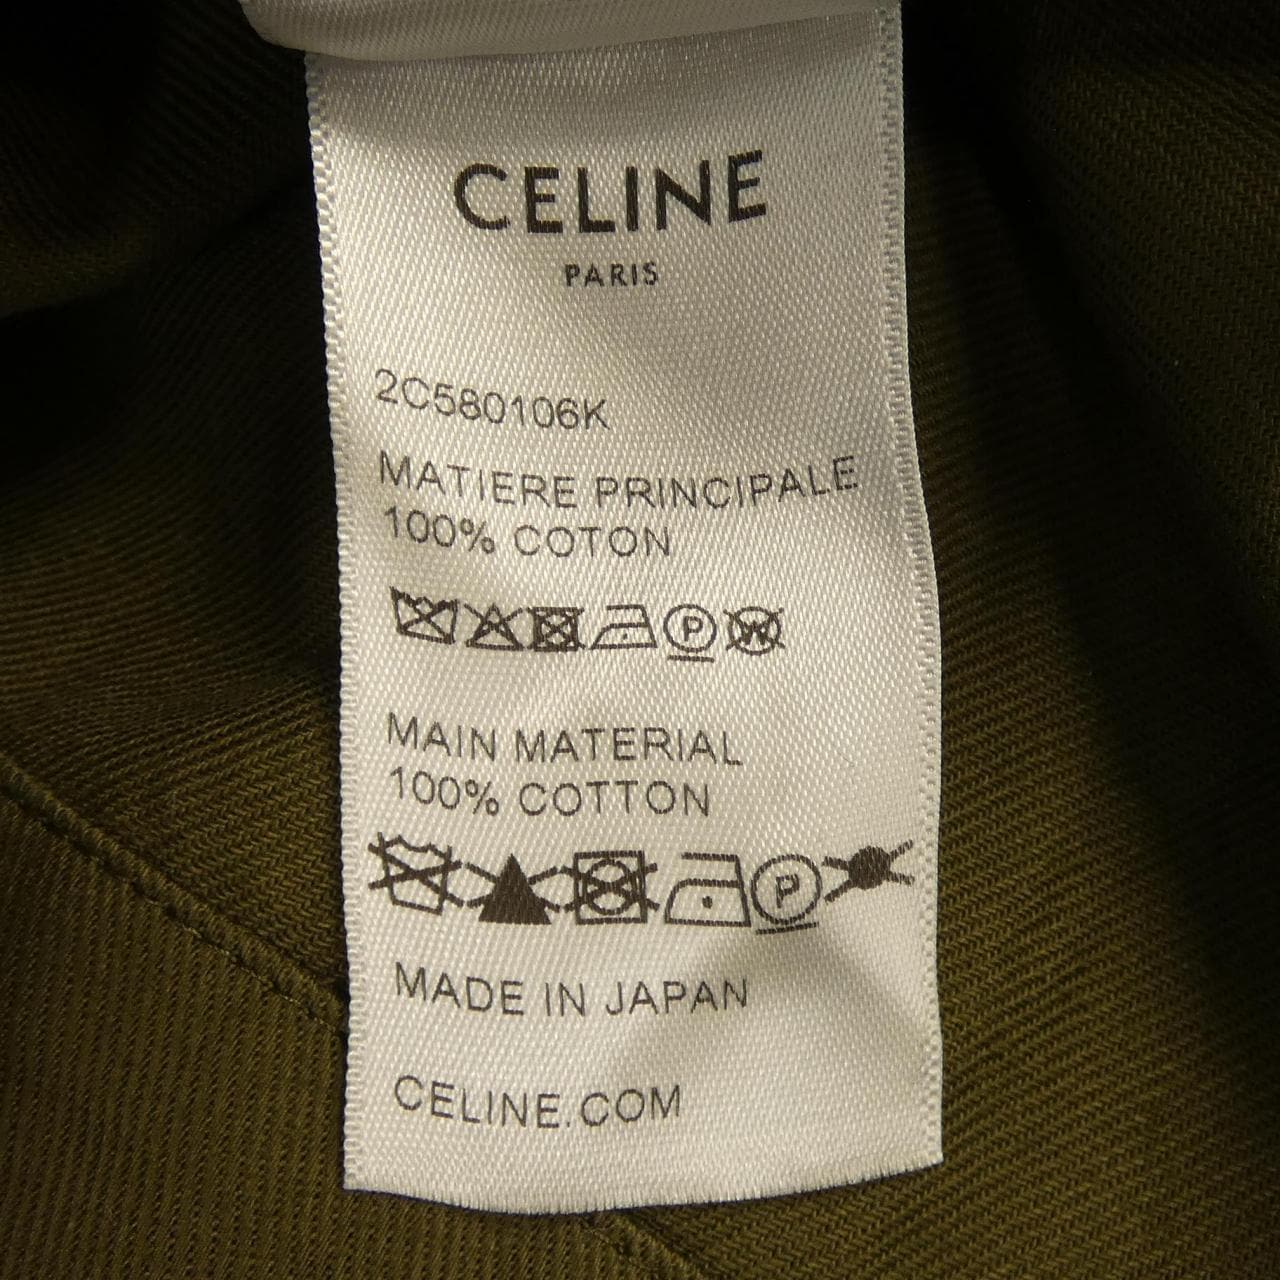 CELINE
PARIS
2C580106K
MATIERE PRINCIPALE
100% COTON
P W
MAIN MATERIAL
100% COTTON
P
MADE IN JAPAN
CELINE.COM